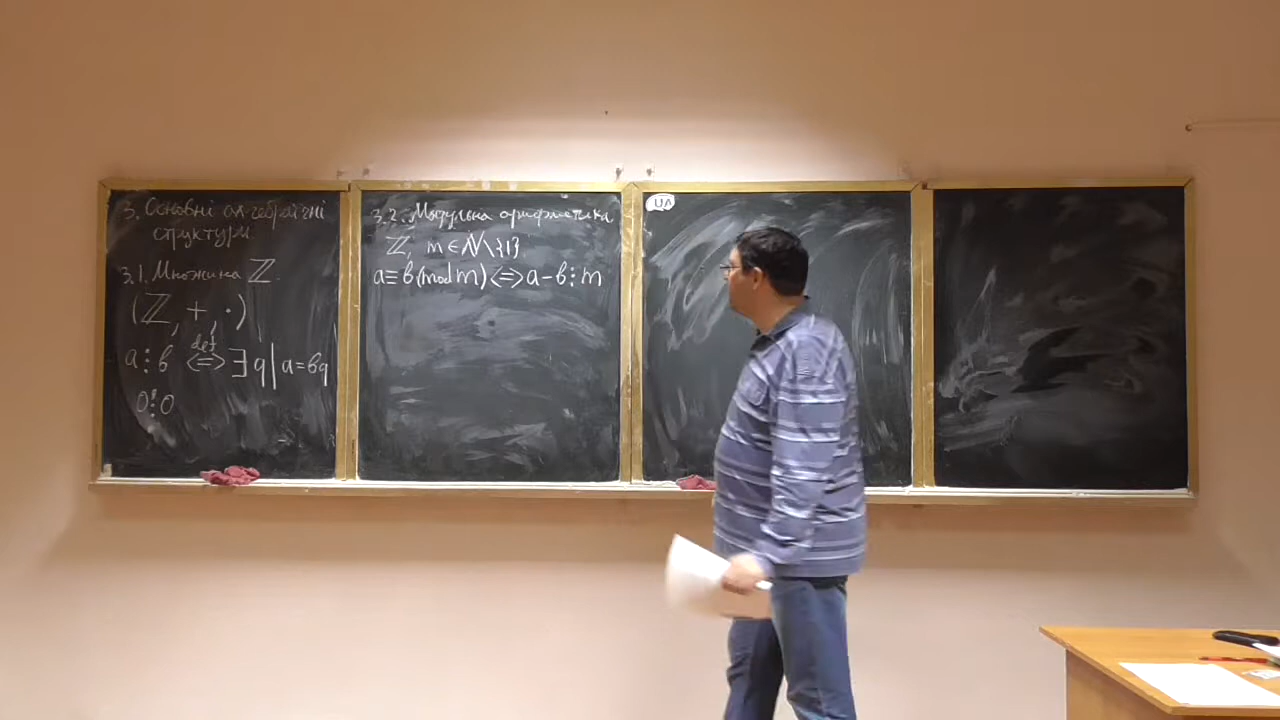 3. Основні алгебраїчні
структури.
3.1. Множина ℤ.
(ℤ, +, ·)
a ⋮ b ⇔ def ∃ q | a = bq
0 ⋮ 0
3.2. Модульна арифметика
ℤ, m ∈ ℕ \ {1}
a ≡ b (mod m) ⇔ a - b ⋮ m
UA